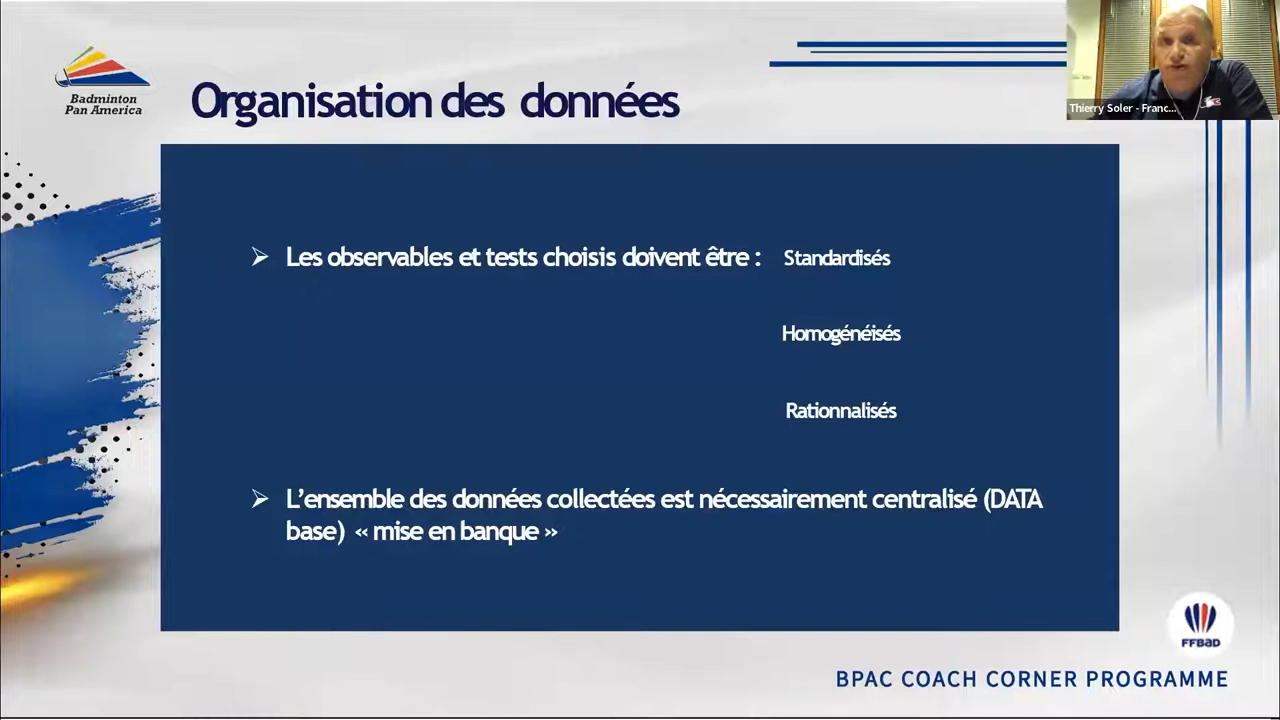 Badminton
Pan America
Organisation des données
Thierry Soler - Franc...
Les observables et tests choisis doivent être : Standardisés
Homogénéisés
Rationnalisés
L’ensemble des données collectées est nécessairement centralisé (DATA
base) « mise en banque »
FFBaD
BPAC COACH CORNER PROGRAMME